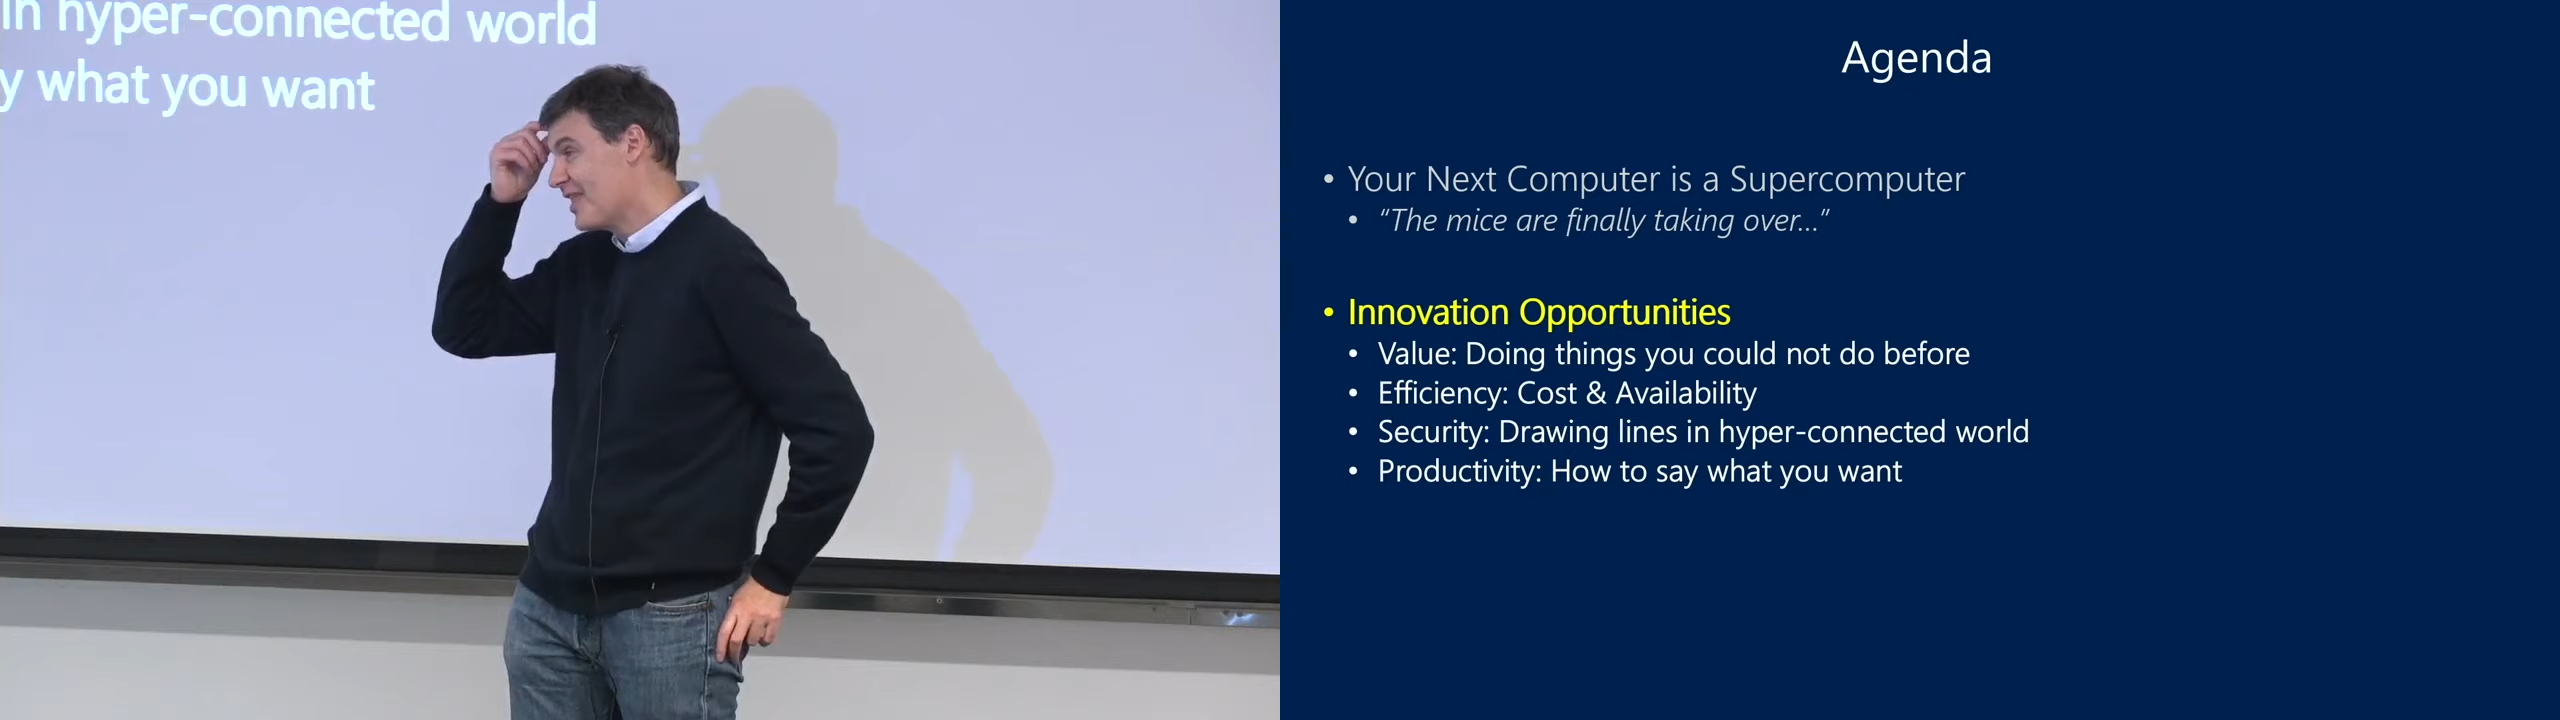 in hyper-connected world
y what you want
Agenda
• Your Next Computer is a Supercomputer
• “The mice are finally taking over...”
• Innovation Opportunities
• Value: Doing things you could not do before
• Efficiency: Cost & Availability
• Security: Drawing lines in hyper-connected world
• Productivity: How to say what you want